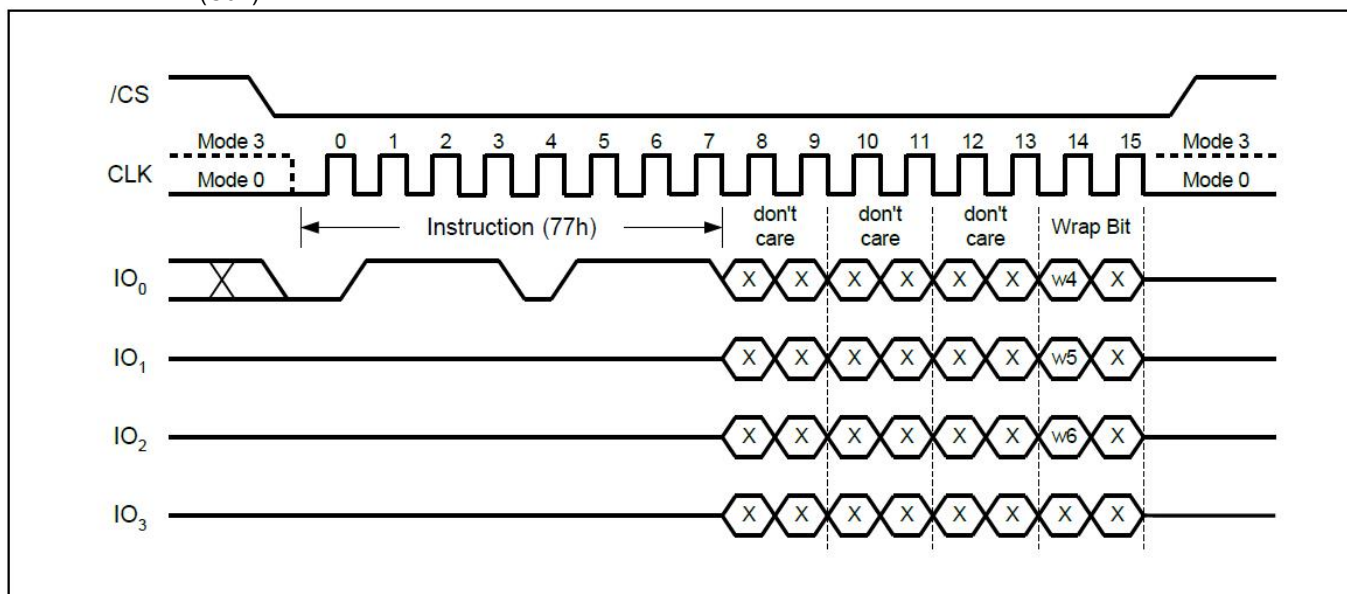 /CS
Mode 3 0 1 2 3 4 5 6 7 8 9 10 11 12 13 14 15 Mode 3
CLK
Mode 0 Mode 0
Instruction (77h) don't care don't care don't care Wrap Bit
IO0 X X X X X X w4 X
IO1 X X X X X X w5 X
IO2 X X X X X X w6 X
IO3 X X X X X X X X